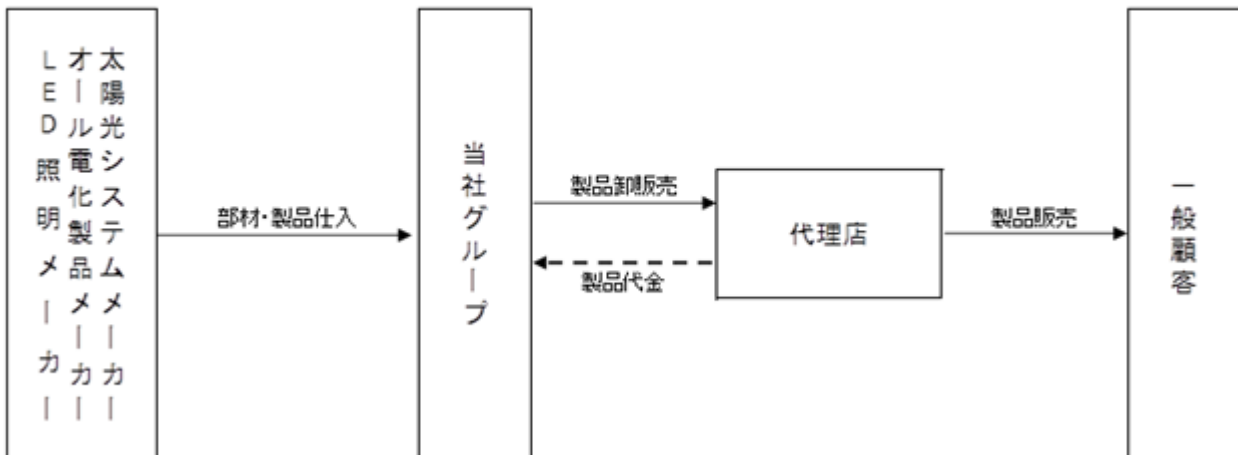 太陽光システムメーカー
オール電化製品メーカー
LED照明メーカー
部材・製品仕入
当社グループ
製品卸販売
製品代金
代理店
製品販売
一般顧客